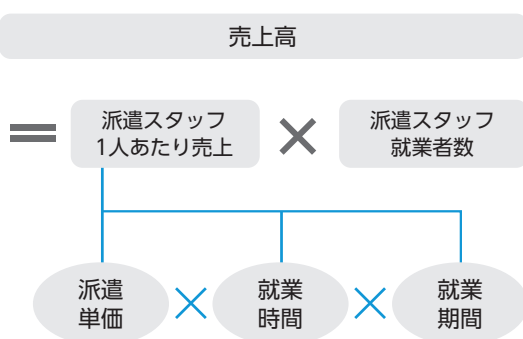 売上高
派遣スタッフ
1人あたり売上
派遣スタッフ
就業者数
派遣
単価
就業
時間
就業
期間